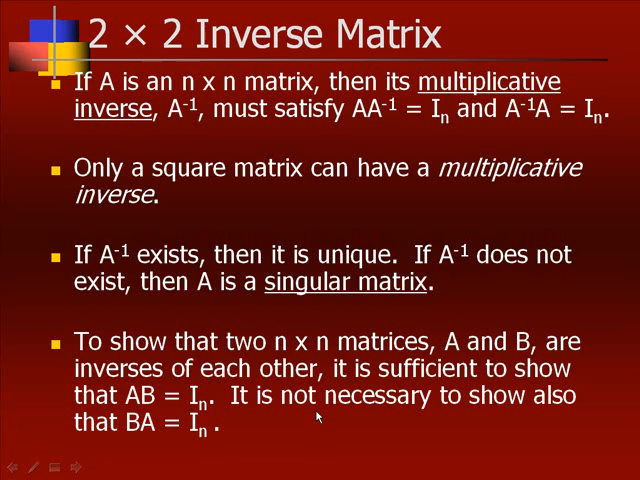 2 × 2 Inverse Matrix
If A is an n x n matrix, then its multiplicative
inverse, A⁻¹, must satisfy AA⁻¹ = Iₙ and A⁻¹A = Iₙ.
Only a square matrix can have a multiplicative
inverse.
If A⁻¹ exists, then it is unique. If A⁻¹ does not
exist, then A is a singular matrix.
To show that two n x n matrices, A and B, are
inverses of each other, it is sufficient to show
that AB = Iₙ. It is not necessary to show also
that BA = Iₙ .